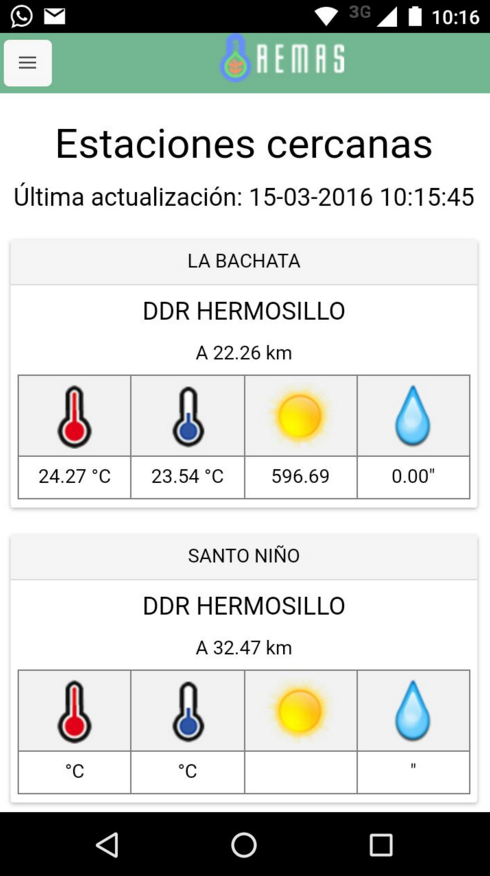 3G 10:16
REMAS
Estaciones cercanas
Última actualización: 15-03-2016 10:15:45
LA BACHATA
DDR HERMOSILLO
A 22.26 km
24.27 °C 23.54 °C 596.69 0.00"
SANTO NIÑO
DDR HERMOSILLO
A 32.47 km
°C °C "